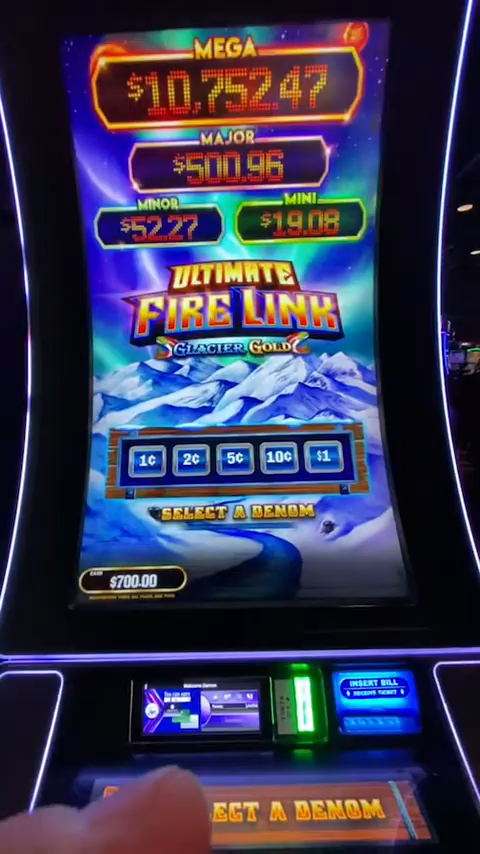 MEGA
$10,752.47
MAJOR
$500.96
MINOR
MINI
$52.27
$19.08
ULTIMATE
FIRE LINK
GLACIER GOLD
1¢ 2¢ 5¢ 10¢ $1
SELECT A DENOM
CASH
$700.00
INSERT BILL
ECT A DENOM